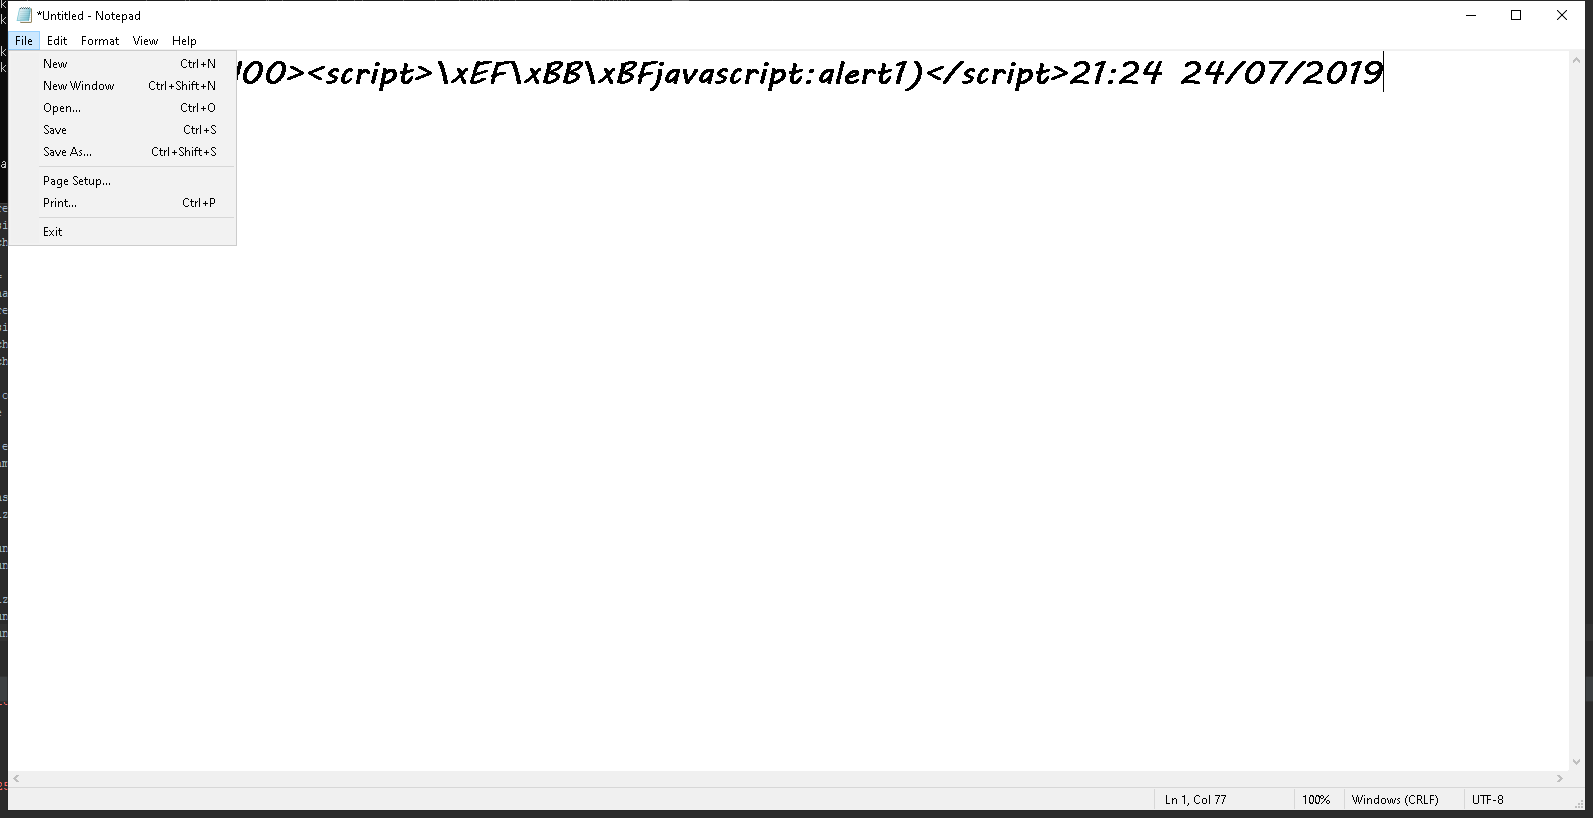 *Untitled - Notepad
File Edit Format View Help
New Ctrl+N
New Window Ctrl+Shift+N
Open... Ctrl+O
Save Ctrl+S
Save As... Ctrl+Shift+S
Page Setup...
Print... Ctrl+P
Exit
100><script>\xEF\xBB\xBFjavascript:alert1)</script>21:24 24/07/2019
Ln 1, Col 77 100% Windows (CRLF) UTF-8